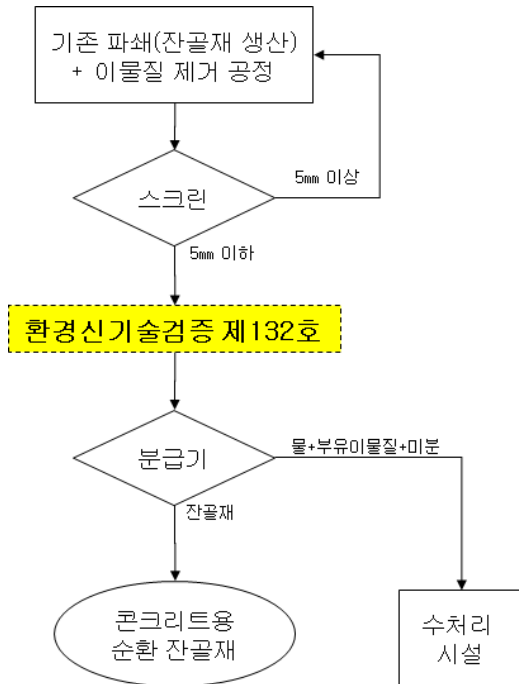 기존 파쇄(잔골재 생산)
+ 이물질 제거 공정
스크린
5mm 이상
5mm 이하
환경신기술검증 제132호
분급기
물+부유이물질+미분
잔골재
콘크리트용
순환 잔골재
수처리
시설